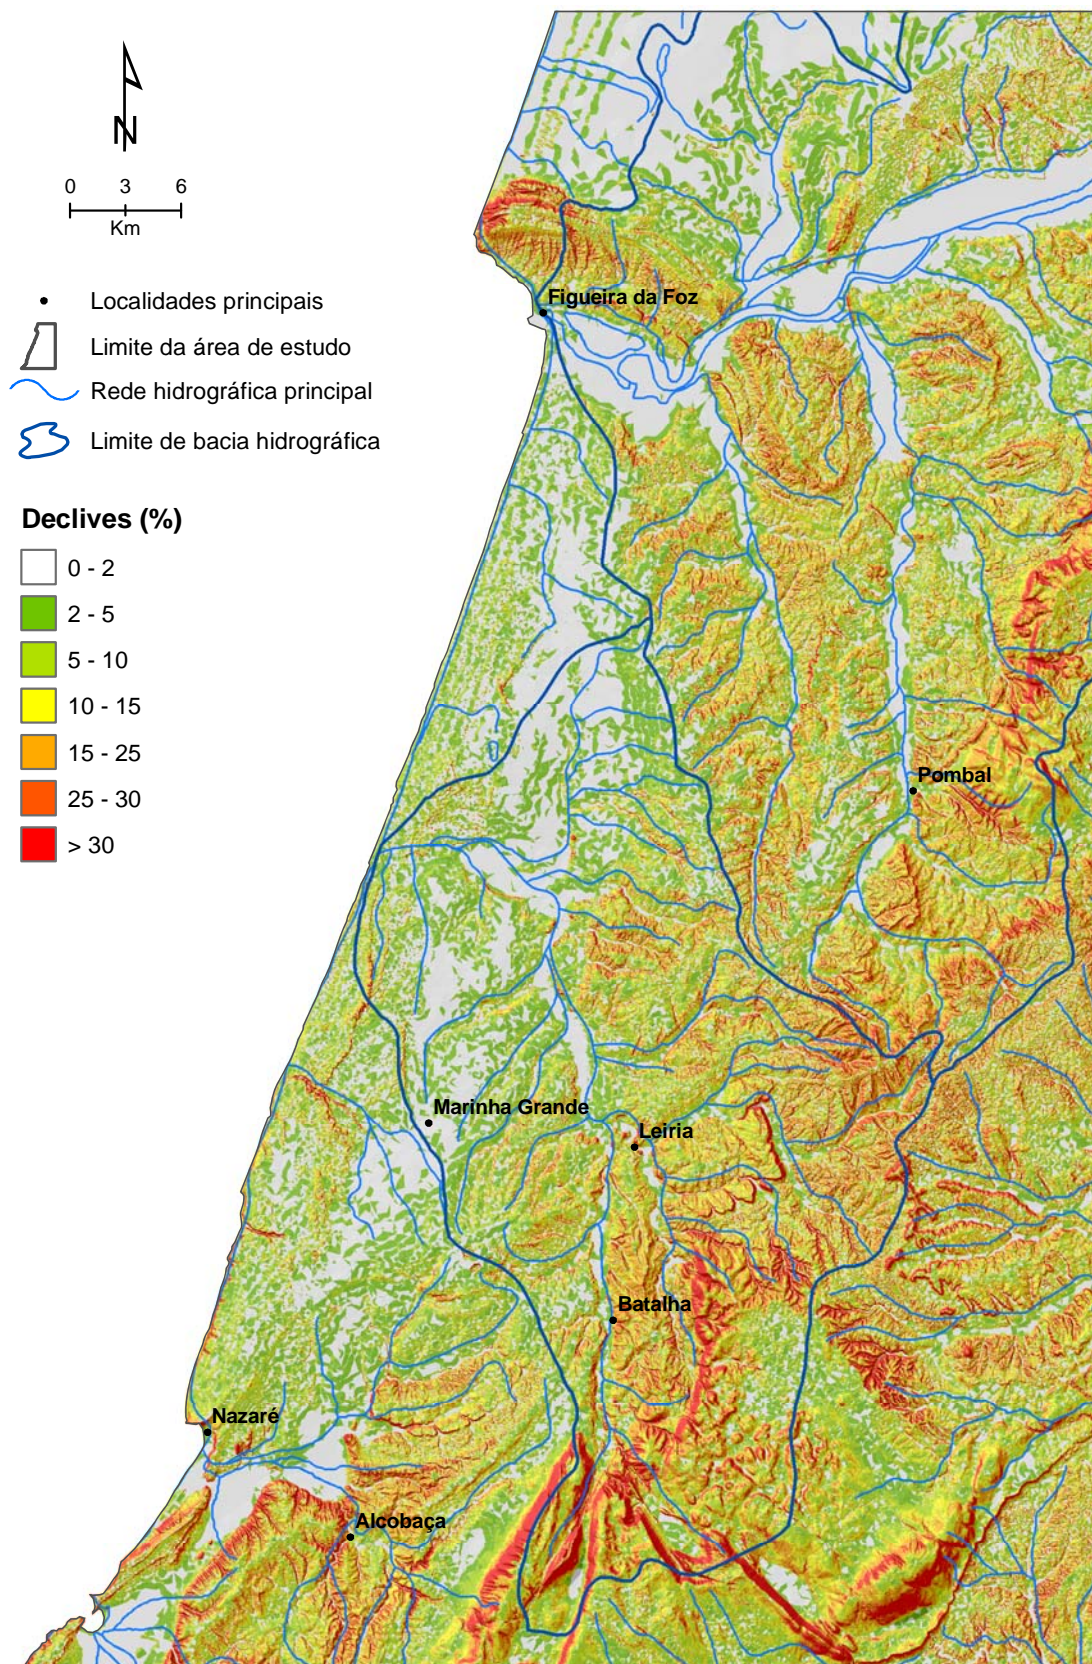 N
0 3 6
Km
Localidades principais
Limite da área de estudo
Rede hidrográfica principal
Limite de bacia hidrográfica
Declives (%)
0 - 2
2 - 5
5 - 10
10 - 15
15 - 25
25 - 30
> 30
Figueira da Foz
Pombal
Marinha Grande
Leiria
Batalha
Nazaré
Alcobaça